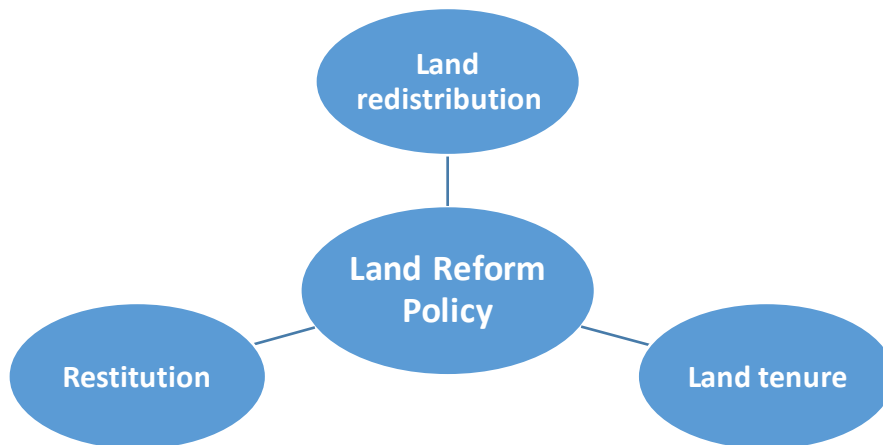 Land
redistribution
Land Reform
Policy
Restitution
Land tenure